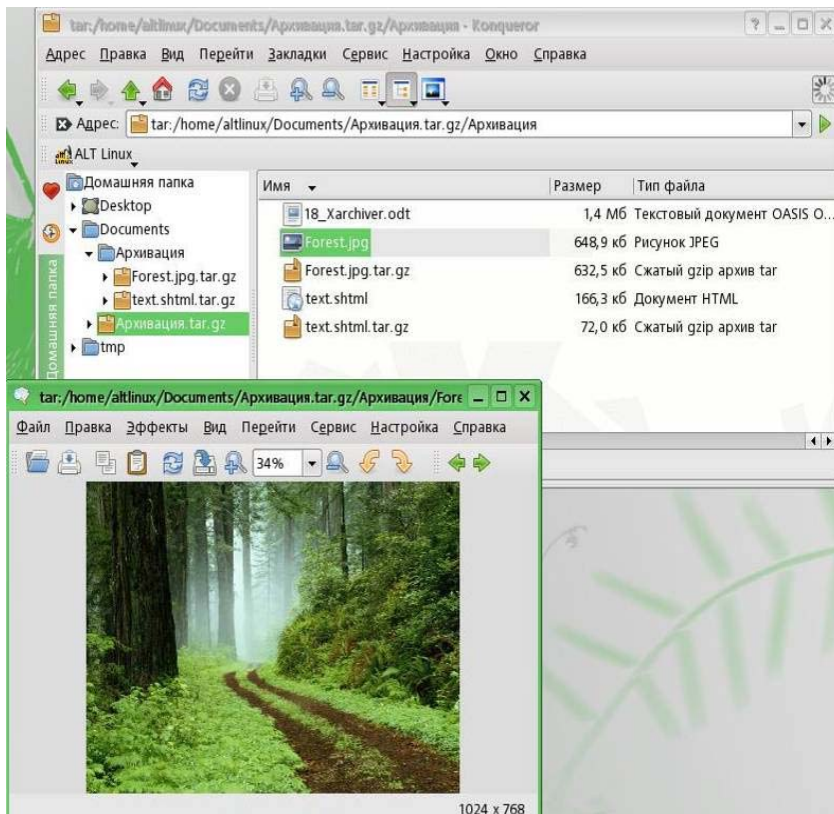 tar:/home/altlinux/Documents/Архивация.tar.gz/Архивация - Konqueror
Адрес Правка Вид Перейти Закладки Сервис Настройка Окно Справка
Адрес: tar:/home/altlinux/Documents/Архивация.tar.gz/Архивация
ALT Linux
Домашняя папка
Desktop
Documents
Архивация
Forest.jpg.tar.gz
text.shtml.tar.gz
Архивация.tar.gz
tmp
Домашняя папка
Имя Размер Тип файла
18_Xarchiver.odt 1,4 Мб Текстовый документ OASIS O...
Forest.jpg 648,9 кб Рисунок JPEG
Forest.jpg.tar.gz 632,5 кб Сжатый gzip архив tar
text.shtml 166,3 кб Документ HTML
text.shtml.tar.gz 72,0 кб Сжатый gzip архив tar
tar:/home/altlinux/Documents/Архивация.tar.gz/Архивация/Fore
Файл Правка Эффекты Вид Перейти Сервис Настройка Справка
34%
1024 x 768